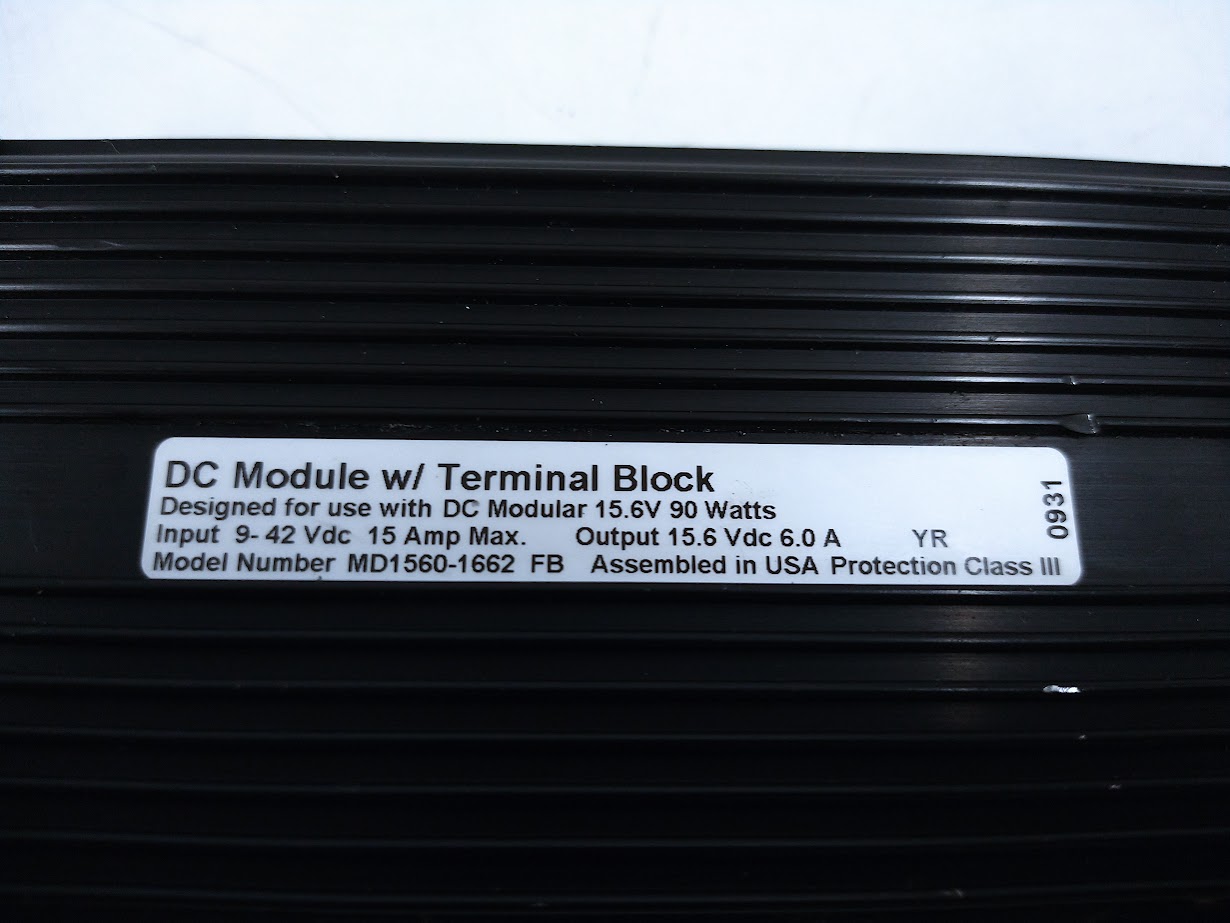 DC Module w/ Terminal Block
Designed for use with DC Modular 15.6V 90 Watts
Input 9- 42 Vdc 15 Amp Max. Output 15.6 Vdc 6.0 A YR
Model Number MD1560-1662 FB Assembled in USA Protection Class III
0931